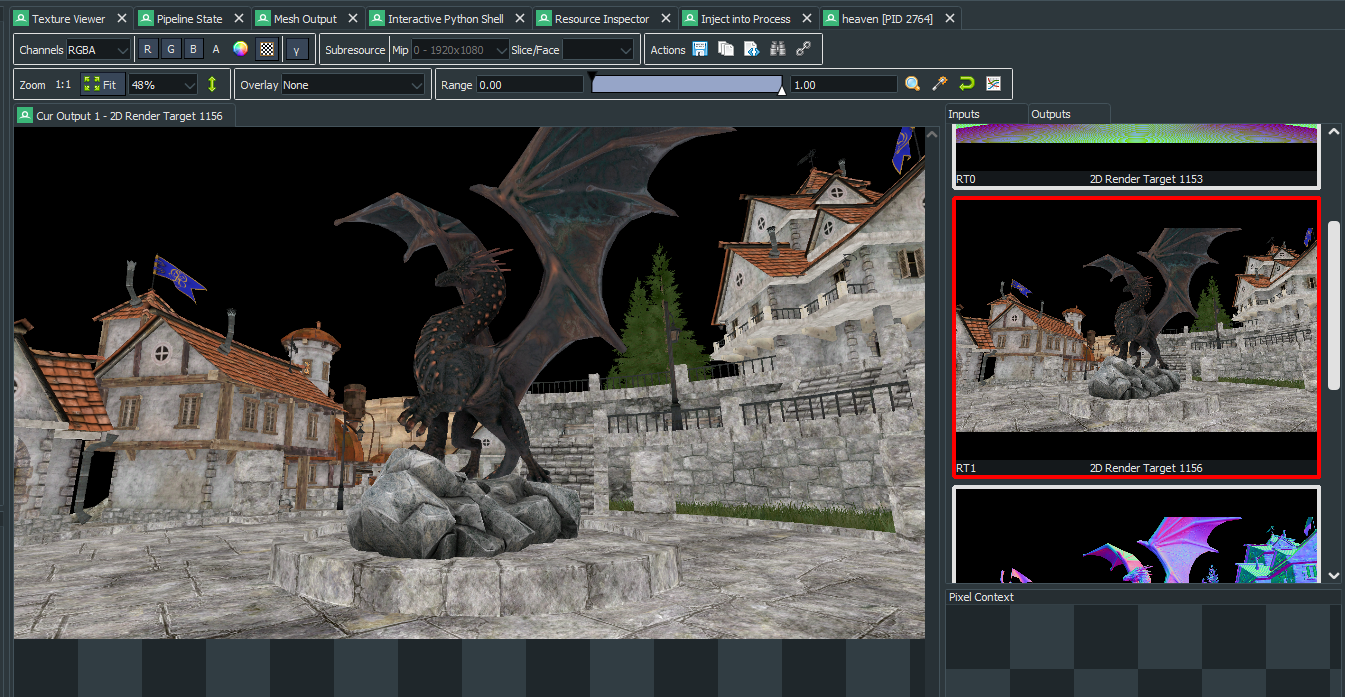 Texture Viewer Pipeline State Mesh Output Interactive Python Shell Resource Inspector Inject into Process heaven [PID 2764]
Channels RGBA R G B A γ Subresource Mip 0 - 1920x1080 Slice/Face Actions
Zoom 1:1 Fit 48% Overlay None Range 0.00 1.00
Cur Output 1 - 2D Render Target 1156
Inputs Outputs
RT0 2D Render Target 1153
RT1 2D Render Target 1156
Pixel Context